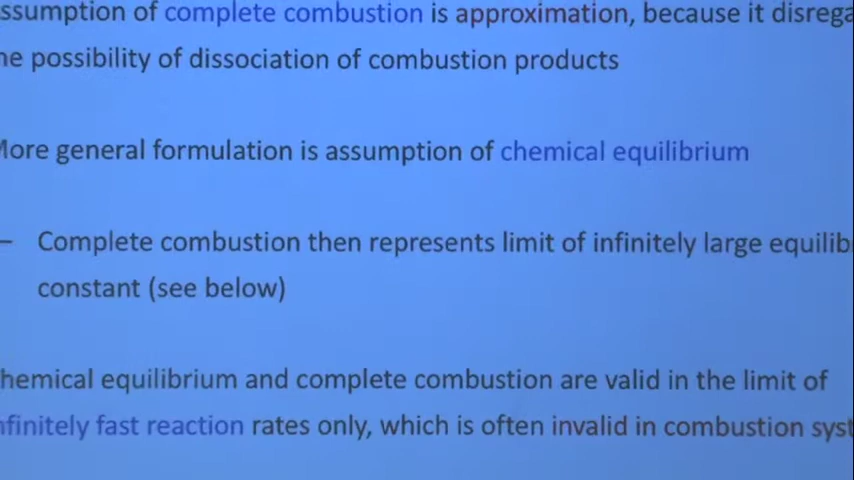 ssumption of complete combustion is approximation, because it disrega
he possibility of dissociation of combustion products
More general formulation is assumption of chemical equilibrium
– Complete combustion then represents limit of infinitely large equilib
constant (see below)
hemical equilibrium and complete combustion are valid in the limit of
nfinitely fast reaction rates only, which is often invalid in combustion syst